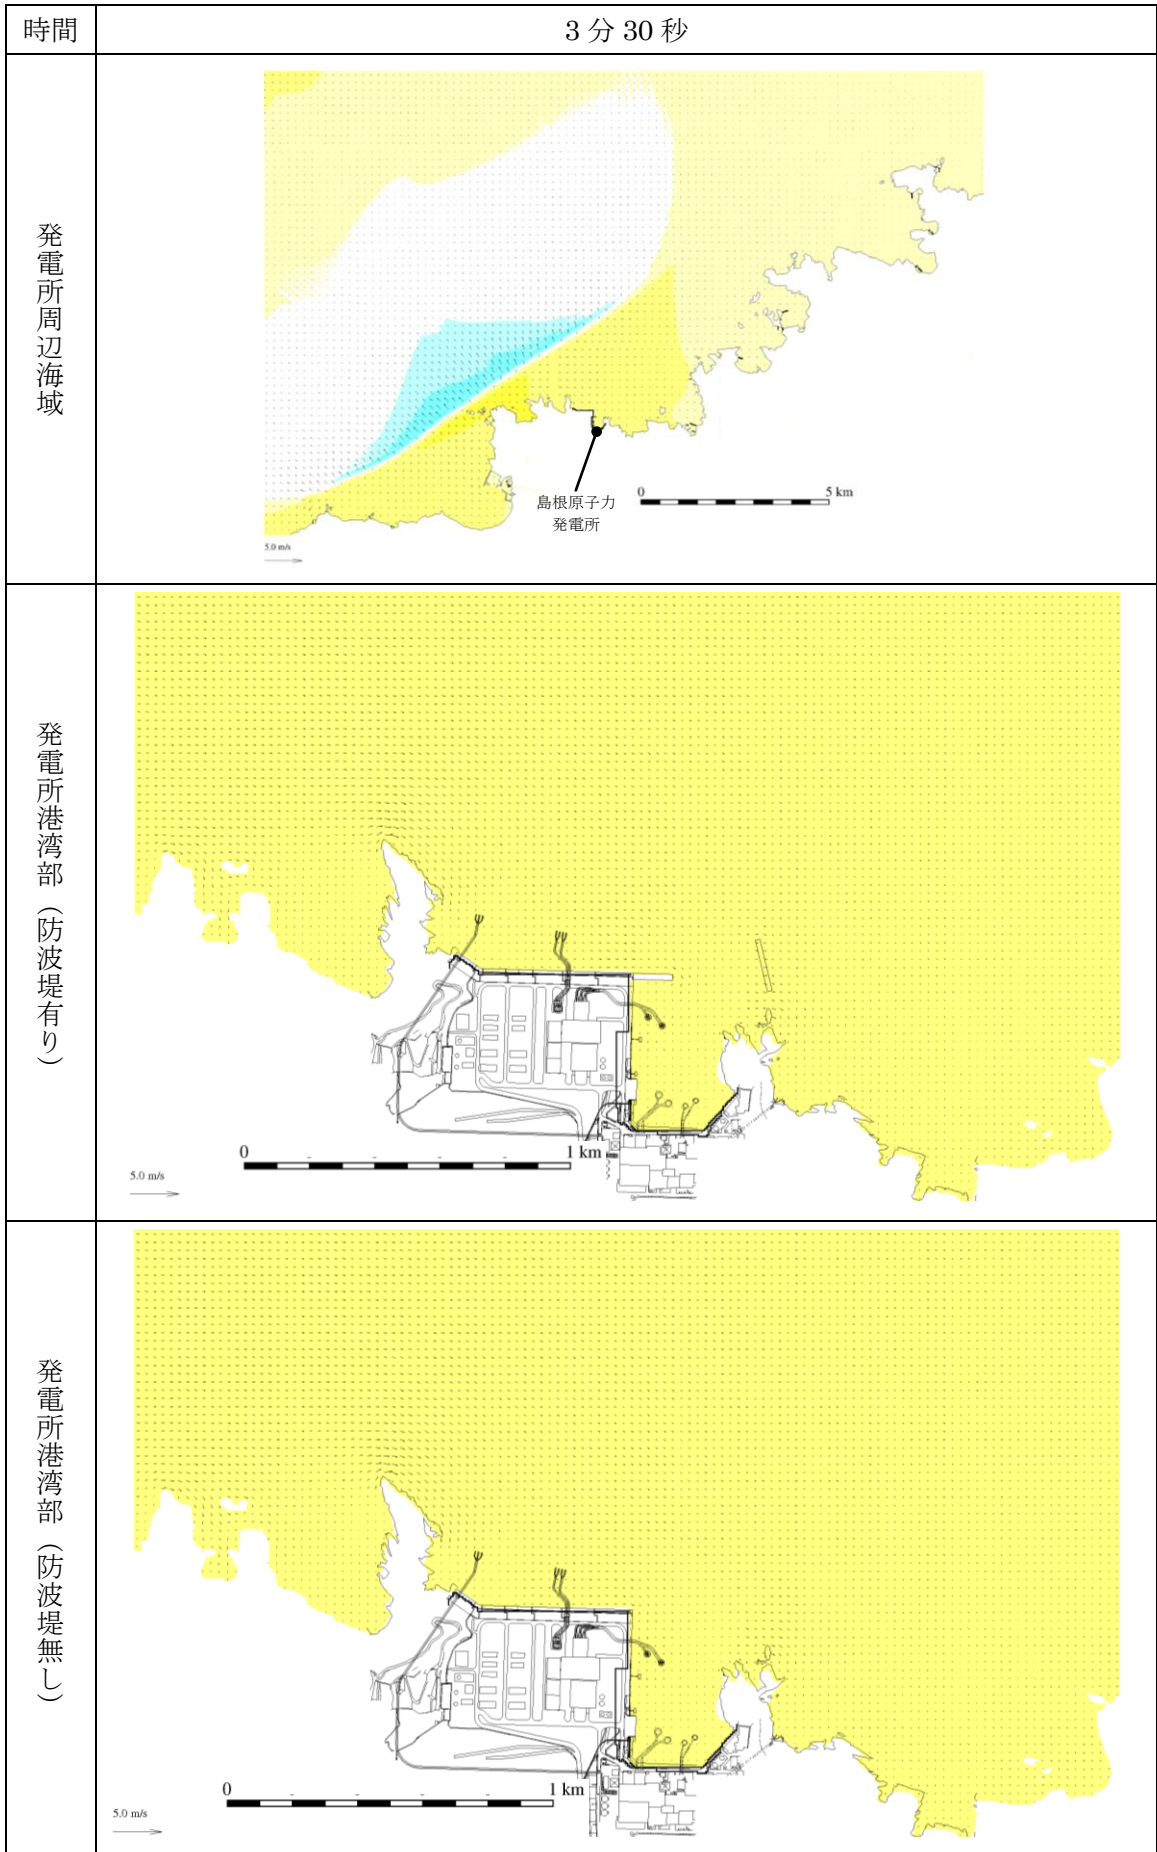 時間
3分30秒
発電所周辺海域
島根原子力
発電所
0 5 km
5.0 m/s
発電所港湾部（防波堤有り）
0 1 km
5.0 m/s
発電所港湾部（防波堤無し）
0 1 km
5.0 m/s